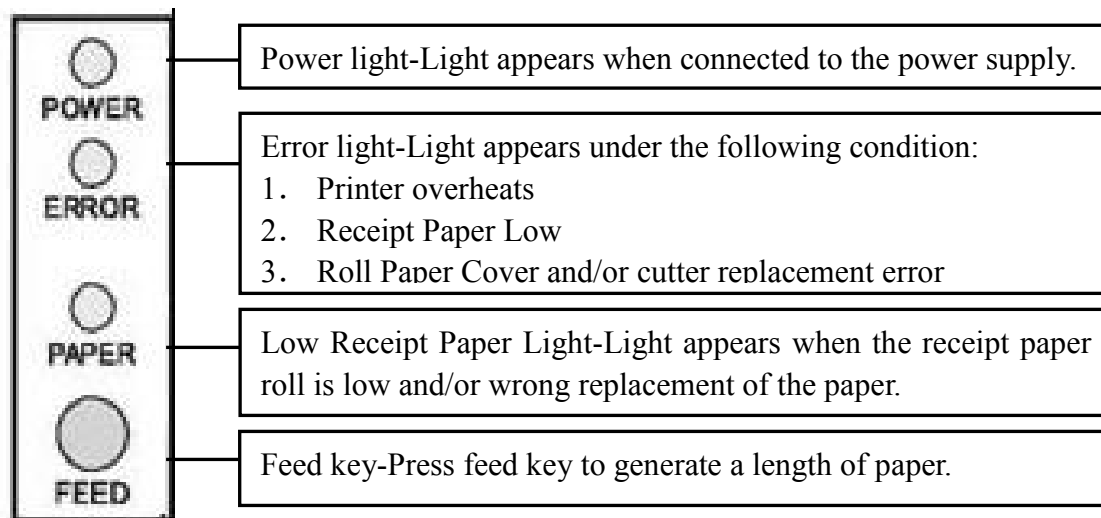 POWER
Power light-Light appears when connected to the power supply.
ERROR
Error light-Light appears under the following condition:
1. Printer overheats
2. Receipt Paper Low
3. Roll Paper Cover and/or cutter replacement error
PAPER
Low Receipt Paper Light-Light appears when the receipt paper
roll is low and/or wrong replacement of the paper.
FEED
Feed key-Press feed key to generate a length of paper.